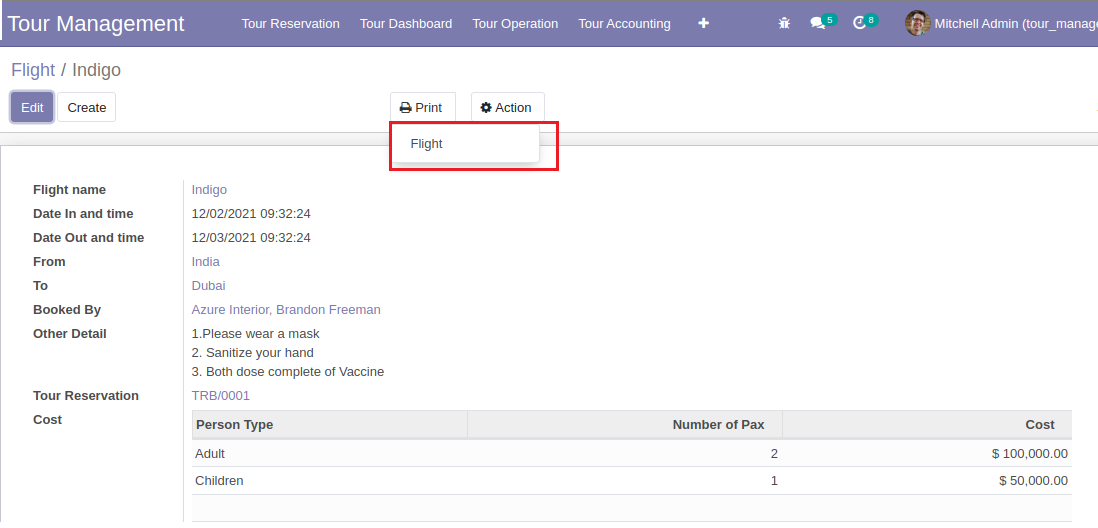 Tour Management Tour Reservation Tour Dashboard Tour Operation Tour Accounting 5 8 Mitchell Admin (tour_manage
Flight / Indigo
Edit Create Print Action
Flight
Flight name Indigo
Date In and time 12/02/2021 09:32:24
Date Out and time 12/03/2021 09:32:24
From India
To Dubai
Booked By Azure Interior, Brandon Freeman
Other Detail 1.Please wear a mask
2. Sanitize your hand
3. Both dose complete of Vaccine
Tour Reservation TRB/0001
Cost Person Type Number of Pax Cost
Adult 2 $ 100,000.00
Children 1 $ 50,000.00